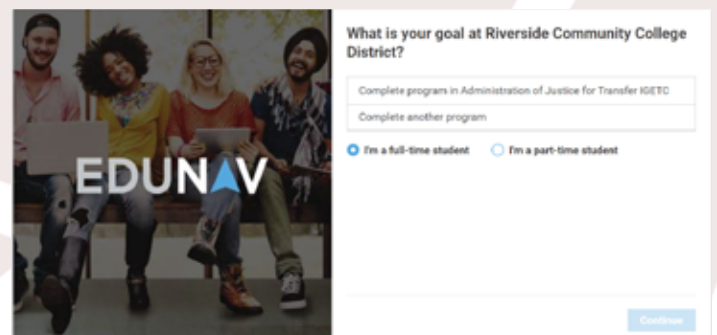 EDUNAV
What is your goal at Riverside Community College
District?
Complete program in Administration of Justice for Transfer IGETC
Complete another program
I'm a full-time student
I'm a part-time student
Continue